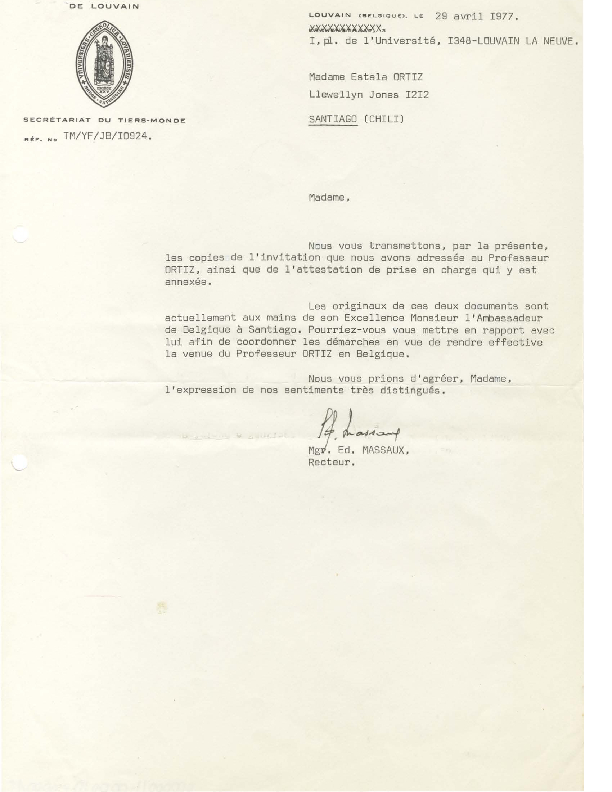 DE LOUVAIN
SECRÉTARIAT DU TIERS-MONDE
RÉF. No TM/YF/JB/I0924.
LOUVAIN (BELGIQUE), LE 29 avril 1977.
XXXXXXXXXXXX.
I,pl. de l'Université, I348-LOUVAIN LA NEUVE.
Madame Estela ORTIZ
Llewellyn Jones I2I2
SANTIAGO (CHILI)
Madame,
Nous vous transmettons, par la présente,
les copies de l'invitation que nous avons adressée au Professeur
ORTIZ, ainsi que de l'attestation de prise en charge qui y est
annexée.
Les originaux de ces deux documents sont
actuellement aux mains de son Excellence Monsieur l'Ambassadeur
de Belgique à Santiago. Pourriez-vous vous mettre en rapport avec
lui afin de coordonner les démarches en vue de rendre effective
la venue du Professeur ORTIZ en Belgique.
Nous vous prions d'agréer, Madame,
l'expression de nos sentiments très distingués.
Massaux
Mgr. Ed. MASSAUX,
Recteur.